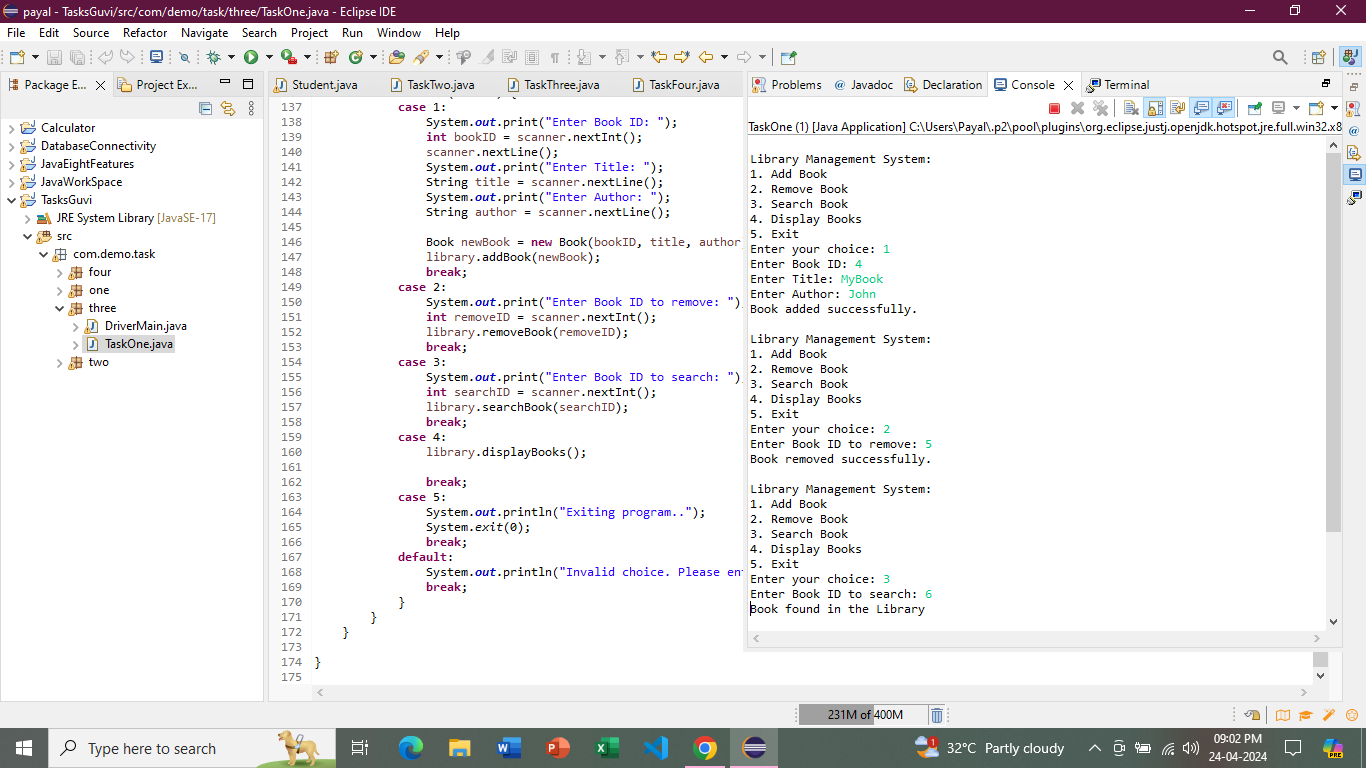 payal - TasksGuvi/src/com/demo/task/three/TaskOne.java - Eclipse IDE
File Edit Source Refactor Navigate Search Project Run Window Help
Package E... Project Ex...
Calculator
DatabaseConnectivity
JavaEightFeatures
JavaWorkSpace
TasksGuvi
JRE System Library [JavaSE-17]
src
com.demo.task
four
one
three
DriverMain.java
TaskOne.java
two
Student.java TaskTwo.java TaskThree.java TaskFour.java
137 case 1:
138 System.out.print("Enter Book ID: ");
139 int bookID = scanner.nextInt();
140 scanner.nextLine();
141 System.out.print("Enter Title: ");
142 String title = scanner.nextLine();
143 System.out.print("Enter Author: ");
144 String author = scanner.nextLine();
145
146 Book newBook = new Book(bookID, title, author
147 library.addBook(newBook);
148 break;
149 case 2:
150 System.out.print("Enter Book ID to remove: ")
151 int removeID = scanner.nextInt();
152 library.removeBook(removeID);
153 break;
154 case 3:
155 System.out.print("Enter Book ID to search: ")
156 int searchID = scanner.nextInt();
157 library.searchBook(searchID);
158 break;
159 case 4:
160 library.displayBooks();
161
162 break;
163 case 5:
164 System.out.println("Exiting program..");
165 System.exit(0);
166 break;
167 default:
168 System.out.println("Invalid choice. Please en
169 break;
170 }
171 }
172 }
173
174 }
175
Problems Javadoc Declaration Console Terminal
TaskOne (1) [Java Application] C:\Users\Payal\.p2\pool\plugins\org.eclipse.justj.openjdk.hotspot.jre.full.win32.x8
Library Management System:
1. Add Book
2. Remove Book
3. Search Book
4. Display Books
5. Exit
Enter your choice: 1
Enter Book ID: 4
Enter Title: MyBook
Enter Author: John
Book added successfully.
Library Management System:
1. Add Book
2. Remove Book
3. Search Book
4. Display Books
5. Exit
Enter your choice: 2
Enter Book ID to remove: 5
Book removed successfully.
Library Management System:
1. Add Book
2. Remove Book
3. Search Book
4. Display Books
5. Exit
Enter your choice: 3
Enter Book ID to search: 6
Book found in the Library
231M of 400M
Type here to search
32°C Partly cloudy
09:02 PM
24-04-2024